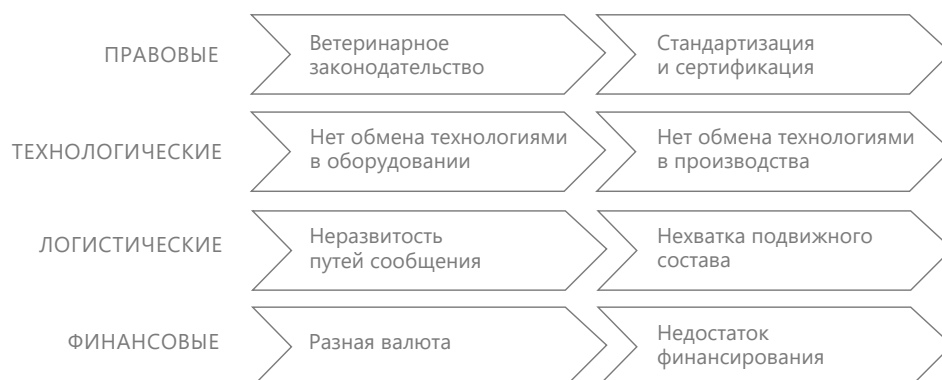 ПРАВОВЫЕ
Ветеринарное
законодательство
Стандартизация
и сертификация
ТЕХНОЛОГИЧЕСКИЕ
Нет обмена технологиями
в оборудовании
Нет обмена технологиями
в производства
ЛОГИСТИЧЕСКИЕ
Неразвитость
путей сообщения
Нехватка подвижного
состава
ФИНАНСОВЫЕ
Разная валюта
Недостаток
финансирования